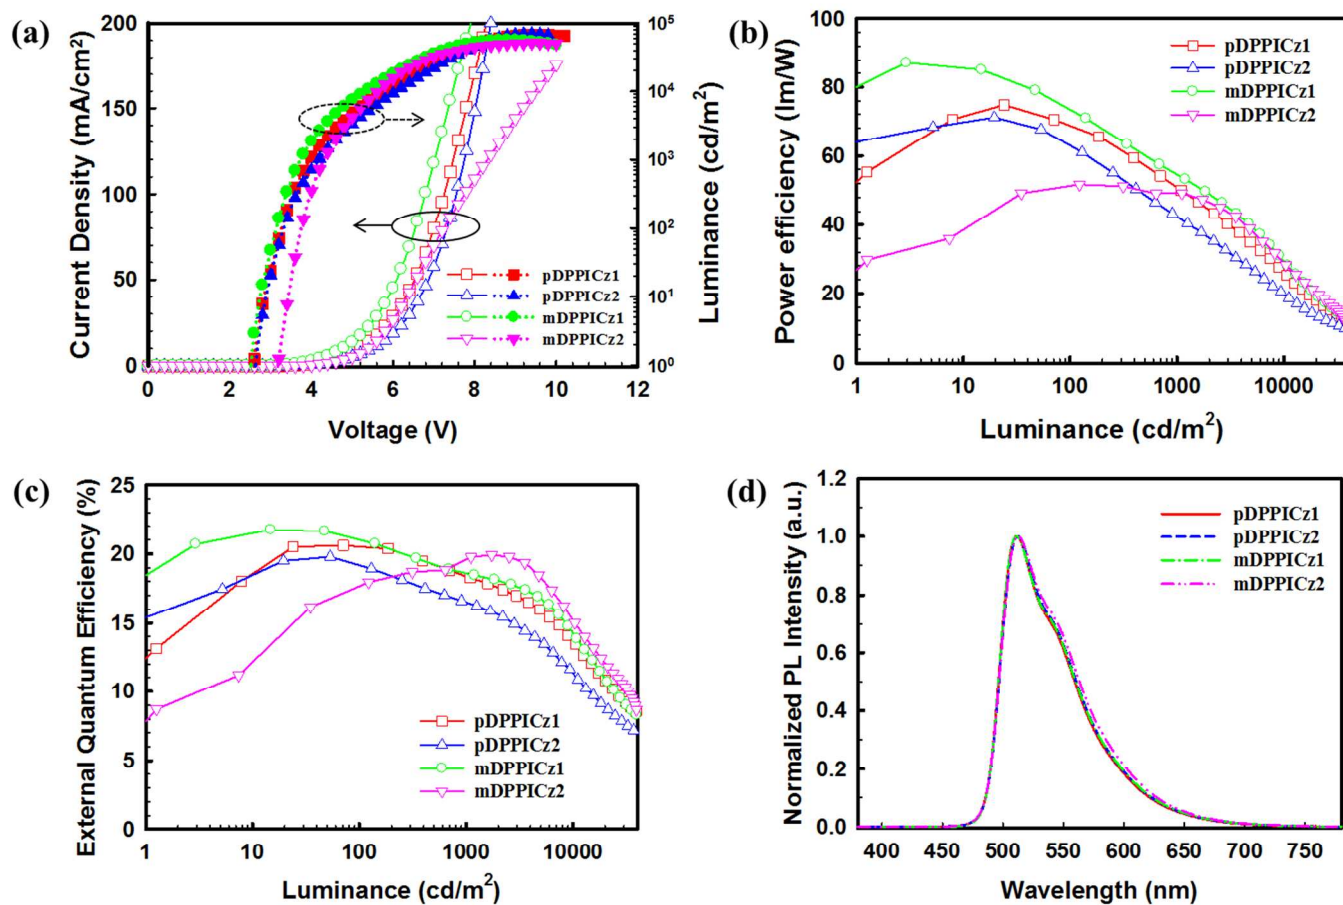 (a)
200
150
100
50
0
Current Density (mA/cm2)
10⁵
10⁴
10³
10²
10¹
10⁰
Luminance (cd/m²)
pDPPICz1
pDPPICz2
mDPPICz1
mDPPICz2
0 2 4 6 8 10 12
Voltage (V)
(b)
100
80
60
40
20
0
Power efficiency (lm/W)
pDPPICz1
pDPPICz2
mDPPICz1
mDPPICz2
1 10 100 1000 10000
Luminance (cd/m²)
(c)
25
20
15
10
5
0
External Quantum Efficiency (%)
pDPPICz1
pDPPICz2
mDPPICz1
mDPPICz2
1 10 100 1000 10000
Luminance (cd/m²)
(d)
1.2
1.0
0.8
0.6
0.4
0.2
0.0
Normalized PL Intensity (a.u.)
pDPPICz1
pDPPICz2
mDPPICz1
mDPPICz2
400 450 500 550 600 650 700 750
Wavelength (nm)